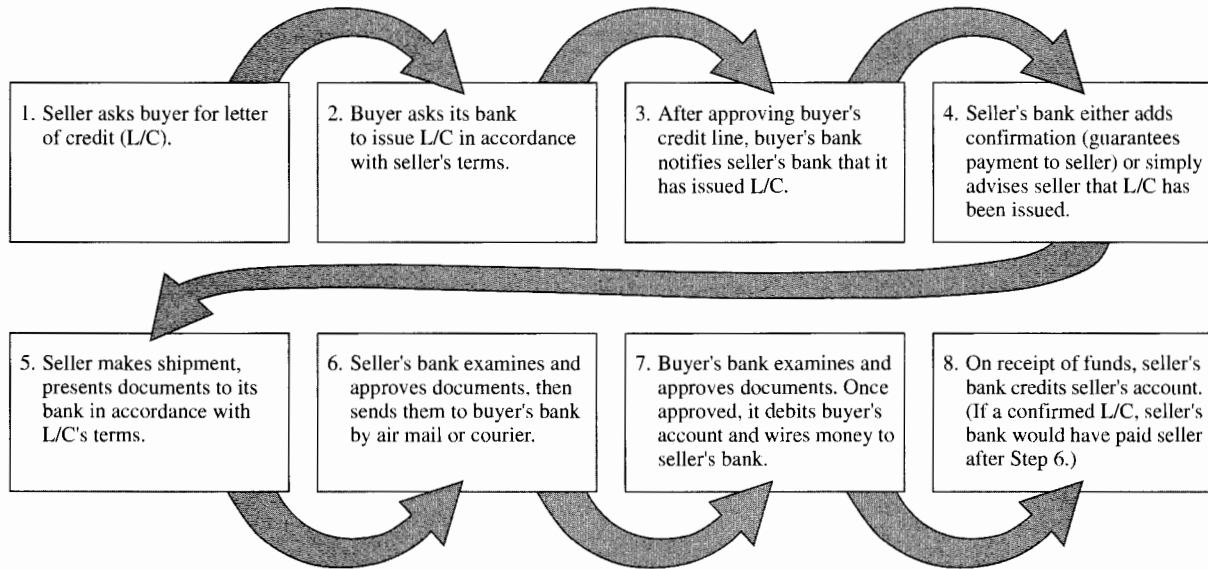 1. Seller asks buyer for letter
of credit (L/C).
2. Buyer asks its bank
to issue L/C in accordance
with seller's terms.
3. After approving buyer's
credit line, buyer's bank
notifies seller's bank that it
has issued L/C.
4. Seller's bank either adds
confirmation (guarantees
payment to seller) or simply
advises seller that L/C has
been issued.
5. Seller makes shipment,
presents documents to its
bank in accordance with
L/C's terms.
6. Seller's bank examines and
approves documents, then
sends them to buyer's bank
by air mail or courier.
7. Buyer's bank examines and
approves documents. Once
approved, it debits buyer's
account and wires money to
seller's bank.
8. On receipt of funds, seller's
bank credits seller's account.
(If a confirmed L/C, seller's
bank would have paid seller
after Step 6.)